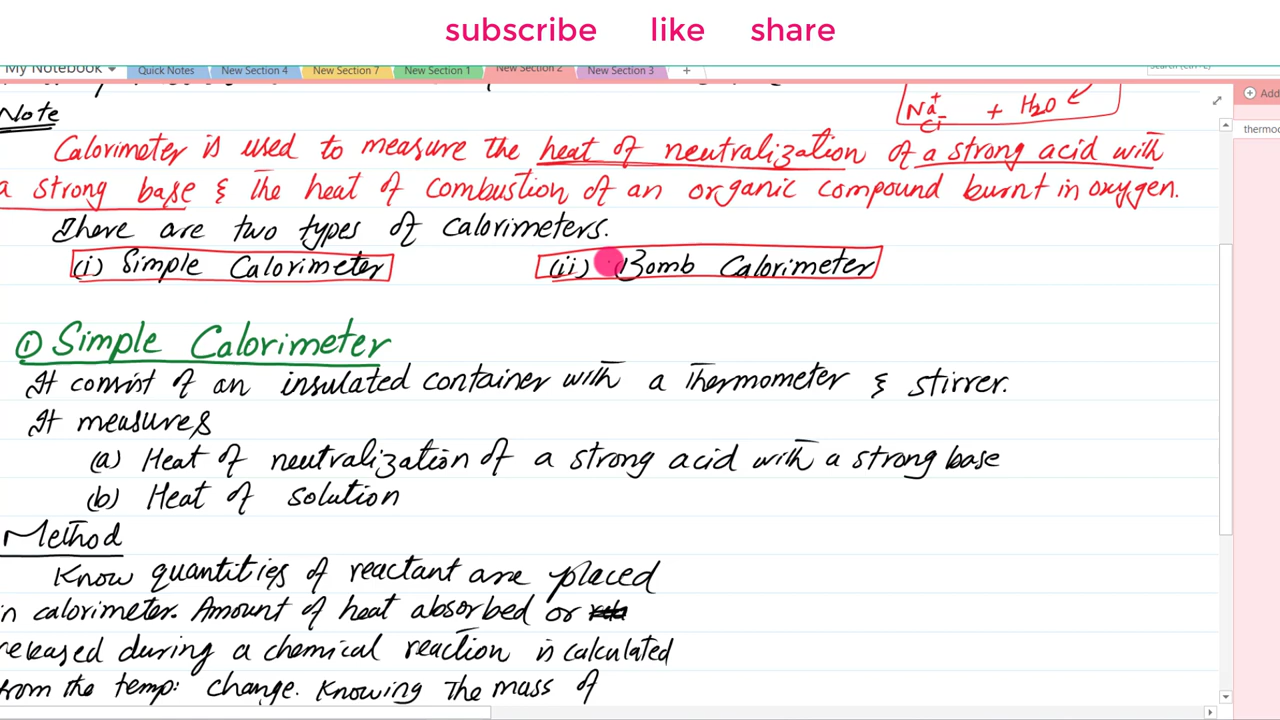 subscribe like share
My Notebook Quick Notes New Section 4 New Section 7 New Section 1 New Section 2 New Section 3 +
Add
thermod
Na+ Cl- + H2O
Note
Calorimeter is used to measure the heat of neutralization of a strong acid with
a strong base & The heat of combustion of an organic compound burnt in oxygen.
There are two types of calorimeters.
(i) Simple Calorimeter (ii) Bomb Calorimeter
① Simple Calorimeter
It consist of an insulated container with a Thermometer & stirrer.
It measures
(a) Heat of neutralization of a strong acid with a strong base
(b) Heat of solution
Method
Know quantities of reactant are placed
in calorimeter. Amount of heat absorbed or
released during a chemical reaction is calculated
from the temp: change. Knowing the mass of